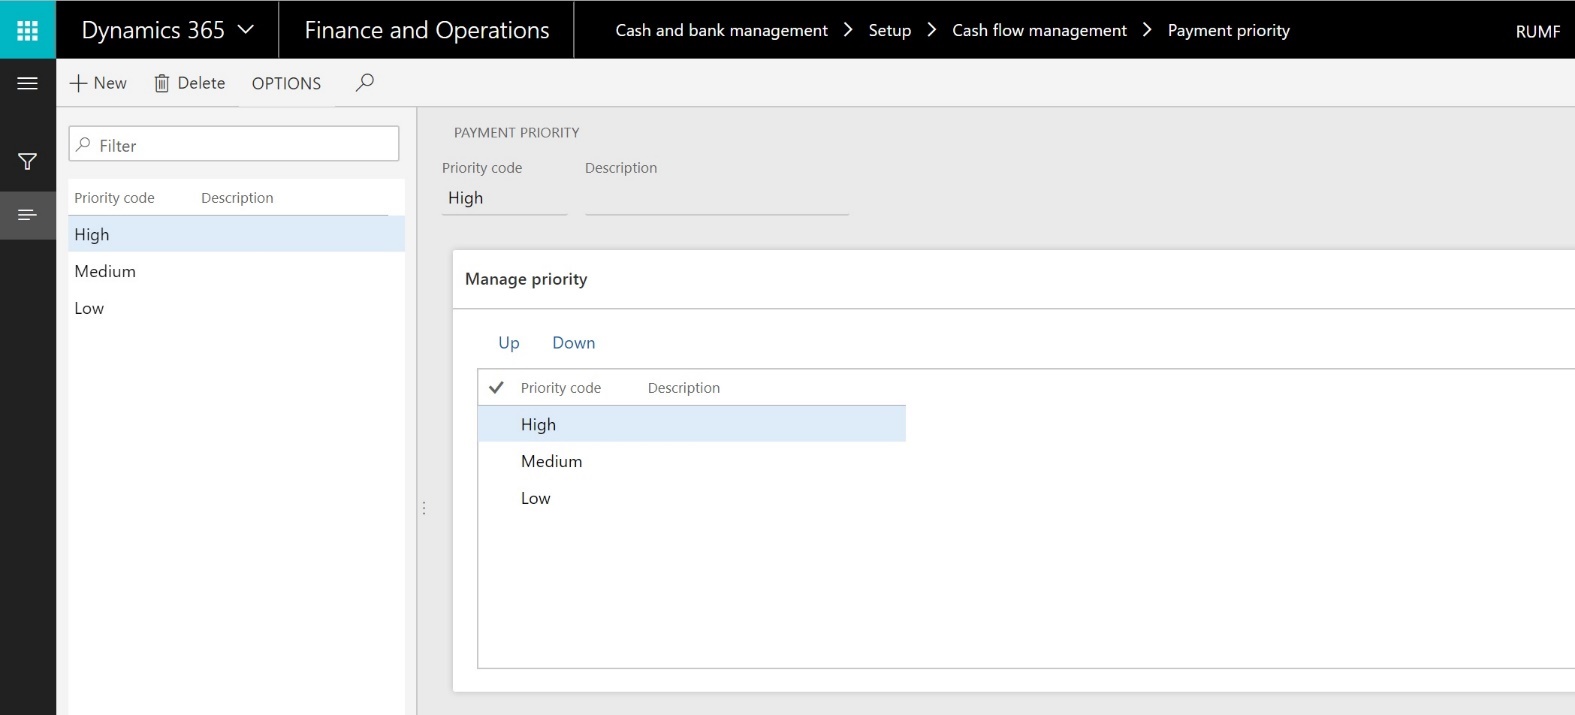 Dynamics 365 Finance and Operations Cash and bank management > Setup > Cash flow management > Payment priority RUMF
New Delete OPTIONS
Filter
Priority code Description
High
Medium
Low
PAYMENT PRIORITY
Priority code Description
High
Manage priority
Up Down
Priority code Description
High
Medium
Low